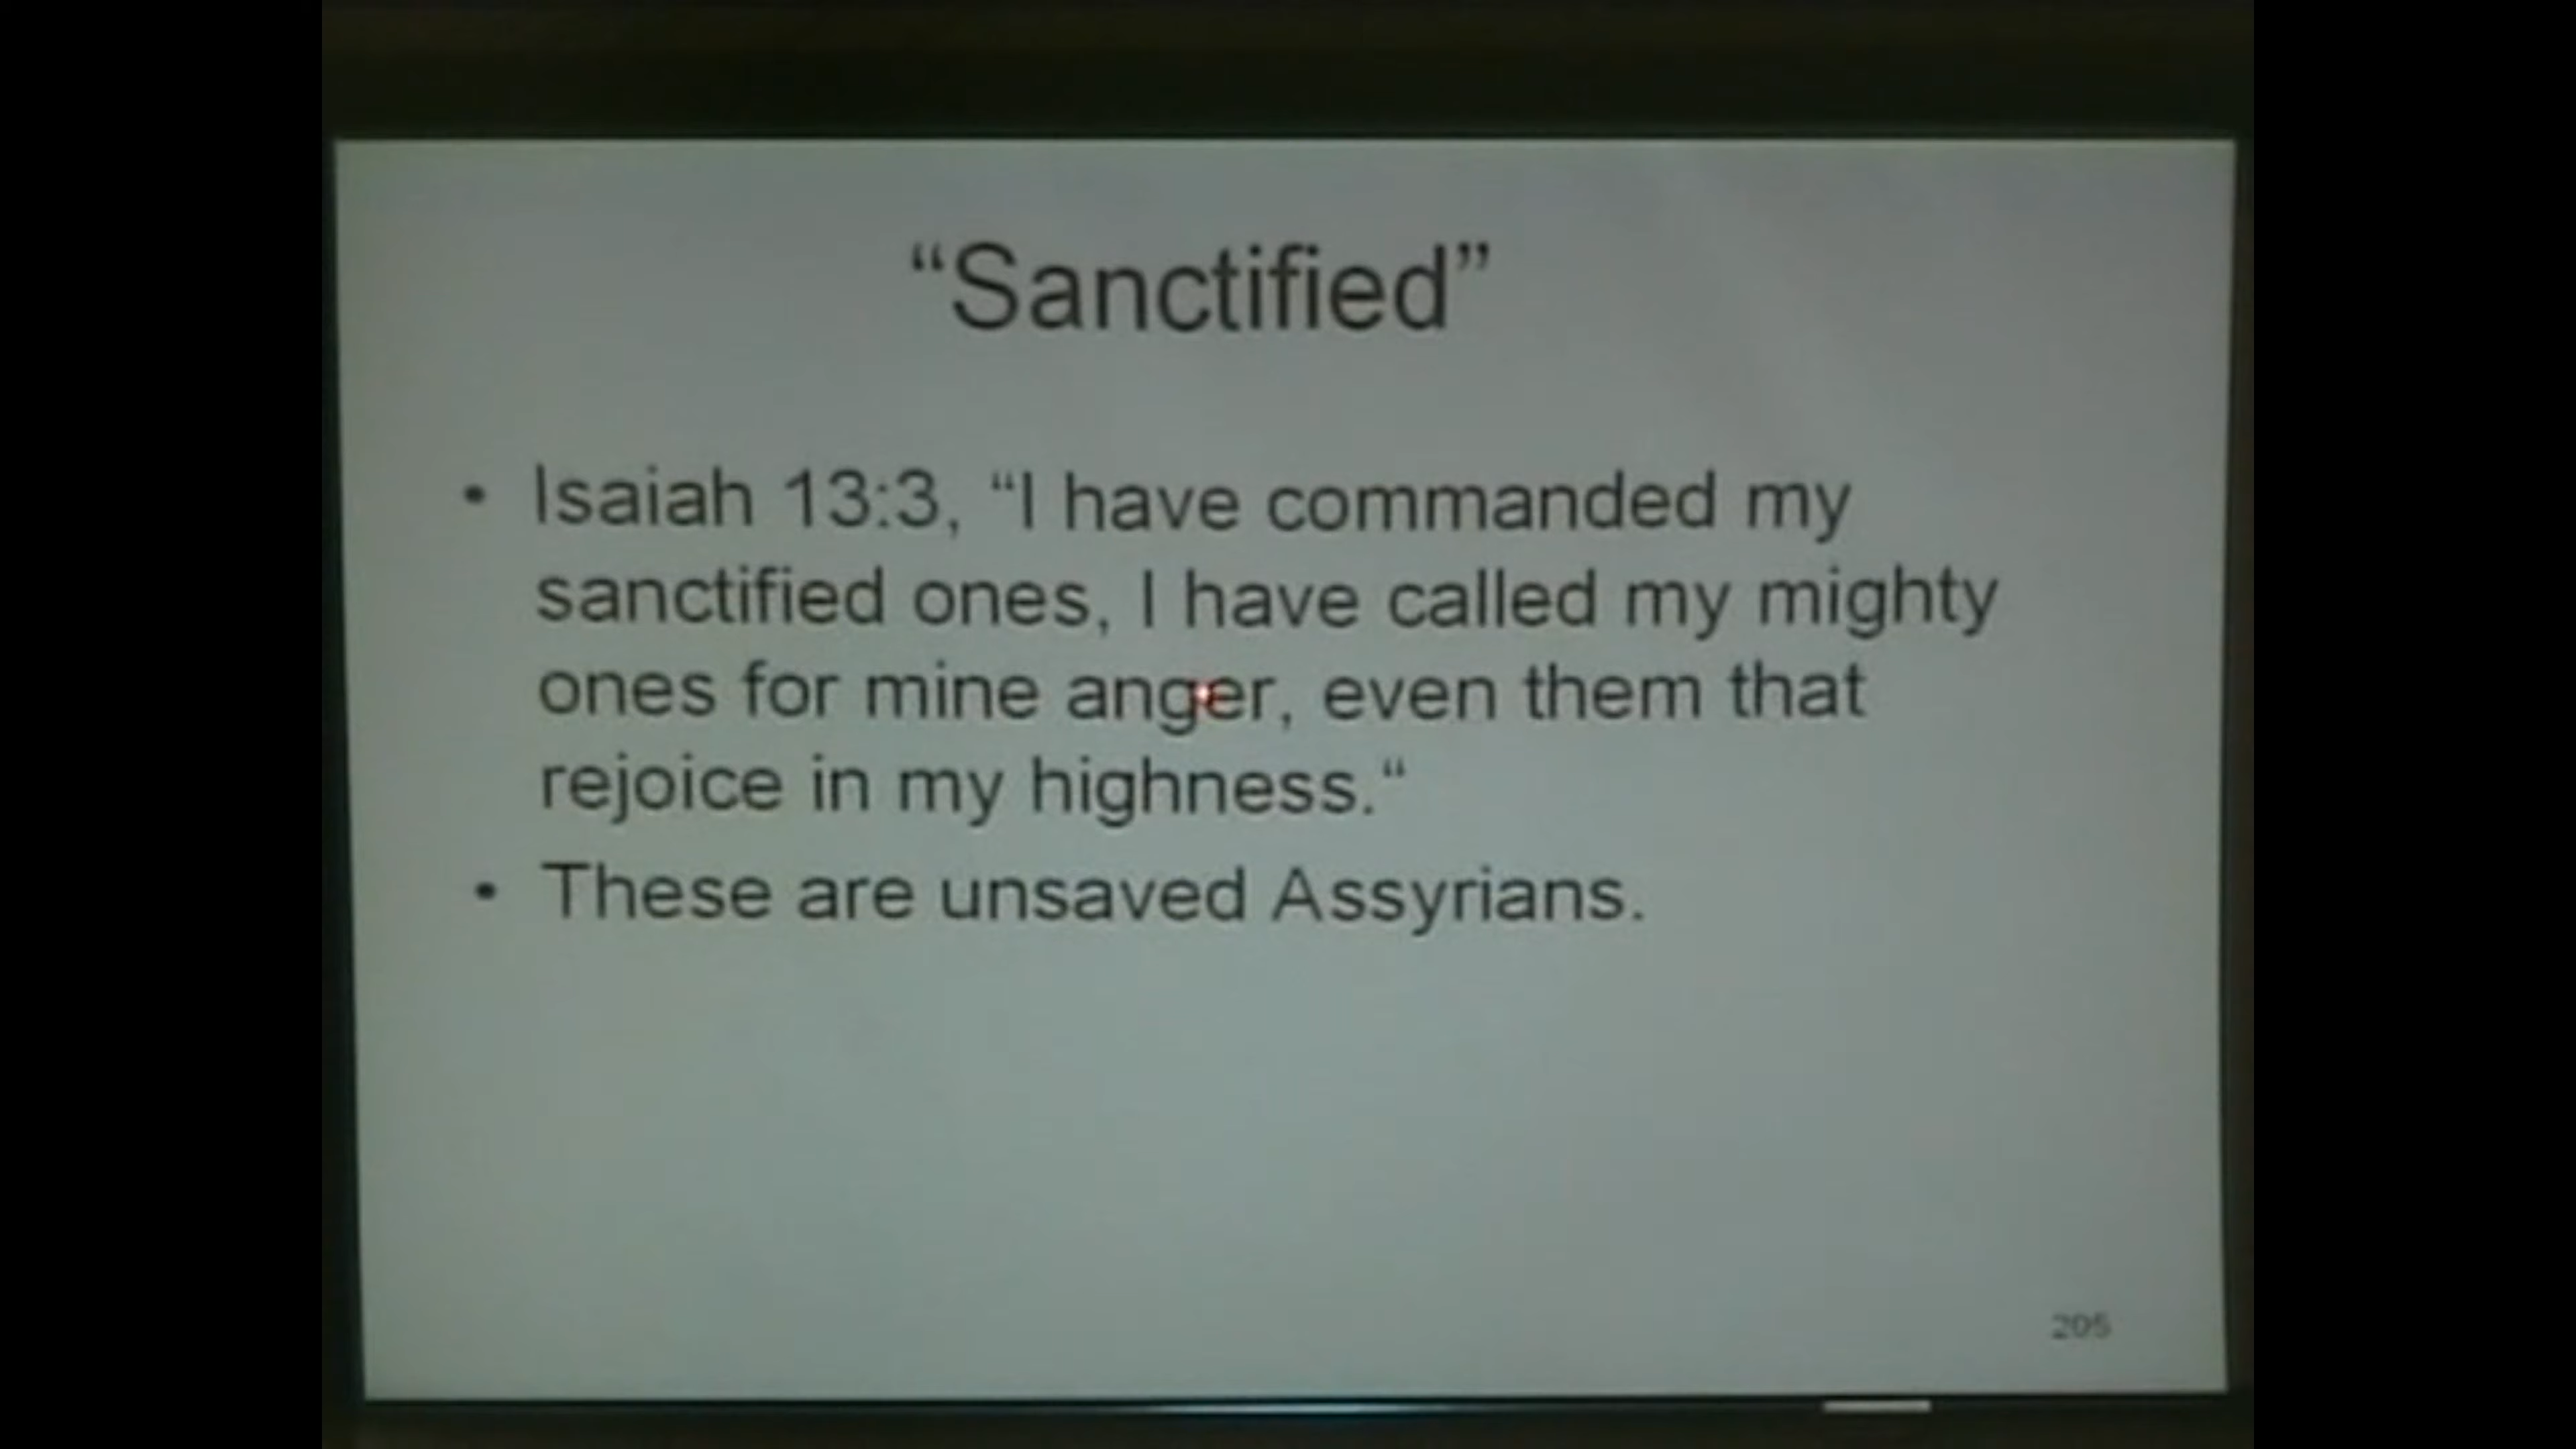 “Sanctified”
• Isaiah 13:3, “I have commanded my
sanctified ones, I have called my mighty
ones for mine anger, even them that
rejoice in my highness.“
• These are unsaved Assyrians.
205